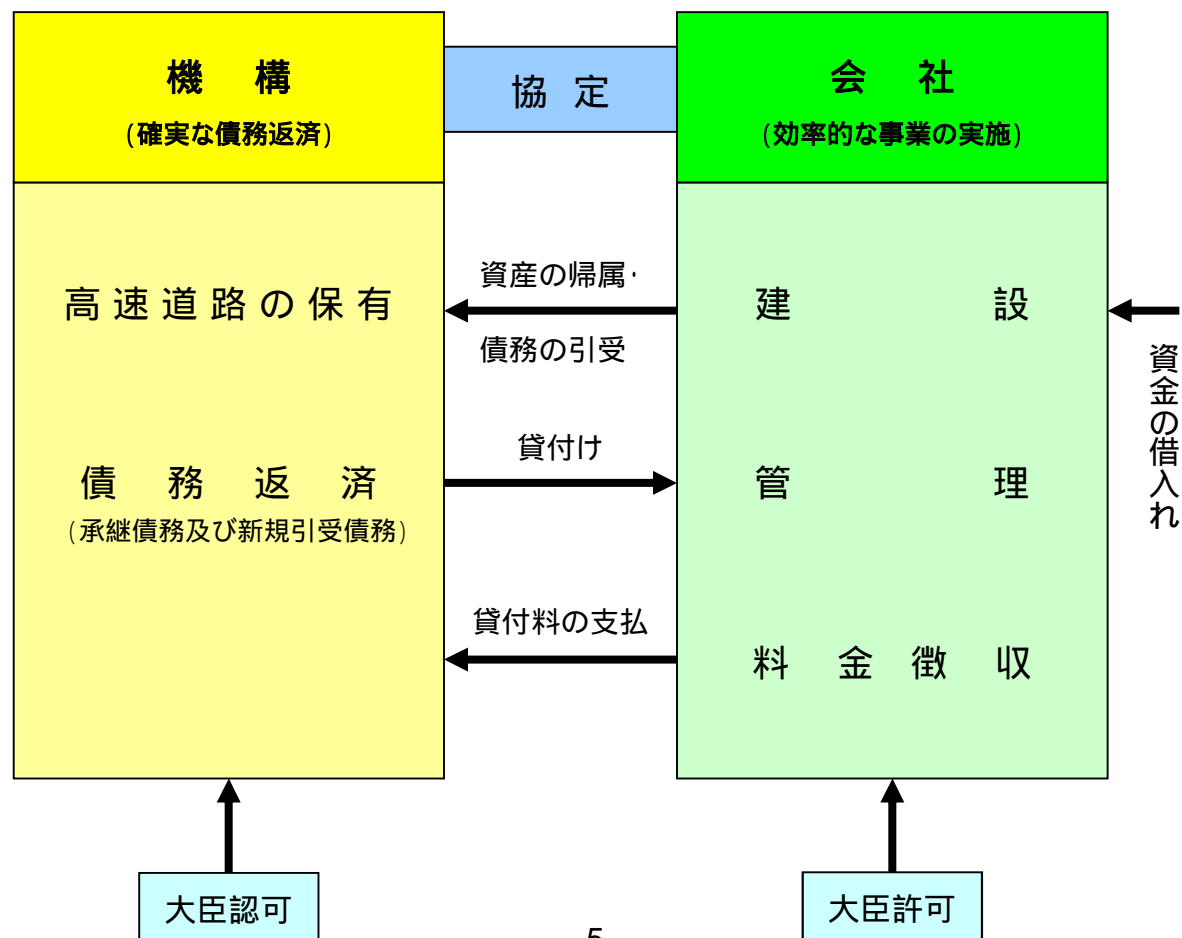 機 構
(確実な債務返済)
協 定
会 社
(効率的な事業の実施)
高速道路の保有
資産の帰属・
債務の引受
建 設
資金の借入れ
債 務 返 済
(承継債務及び新規引受債務)
貸付け
管 理
貸付料の支払
料 金 徴 収
大臣認可
大臣許可
5